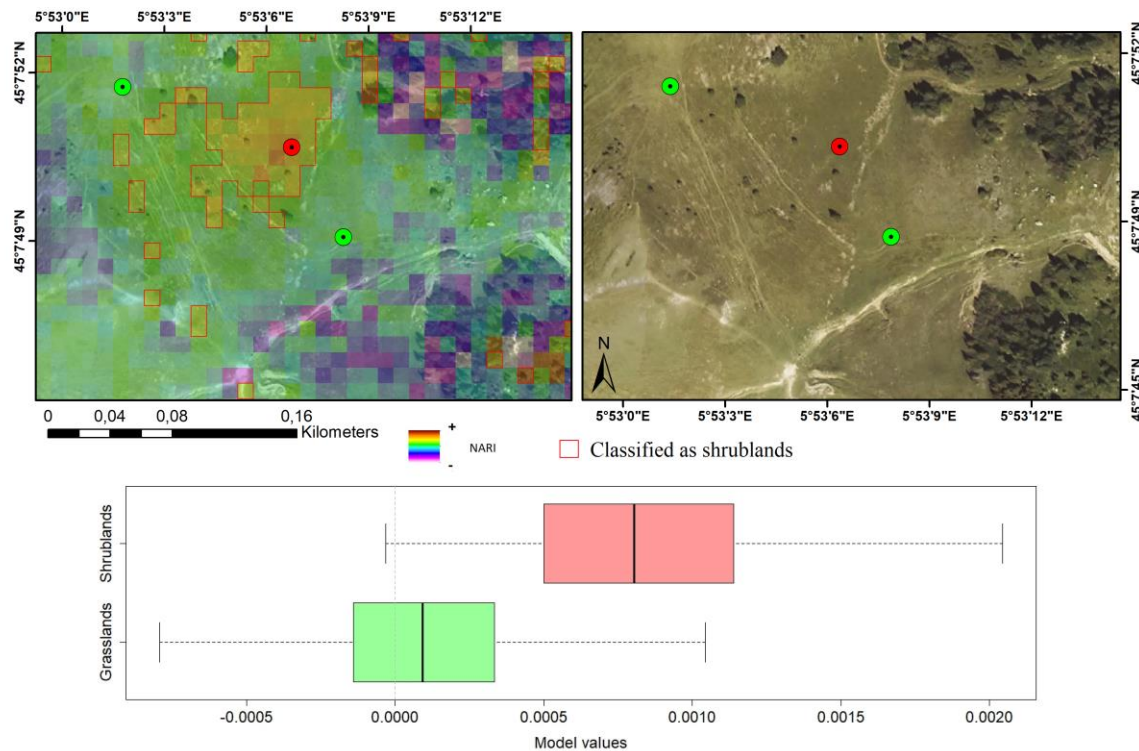 5°53'0"E 5°53'3"E 5°53'6"E 5°53'9"E 5°53'12"E
45°7'52"N
45°7'49"N
45°7'52"N
45°7'49"N
45°7'45"N
5°53'0"E 5°53'3"E 5°53'6"E 5°53'9"E 5°53'12"E
N
0 0,04 0,08 0,16
Kilometers
+
NARI
-
Classified as shrublands
Shrublands
Grasslands
-0.0005 0.0000 0.0005 0.0010 0.0015 0.0020
Model values